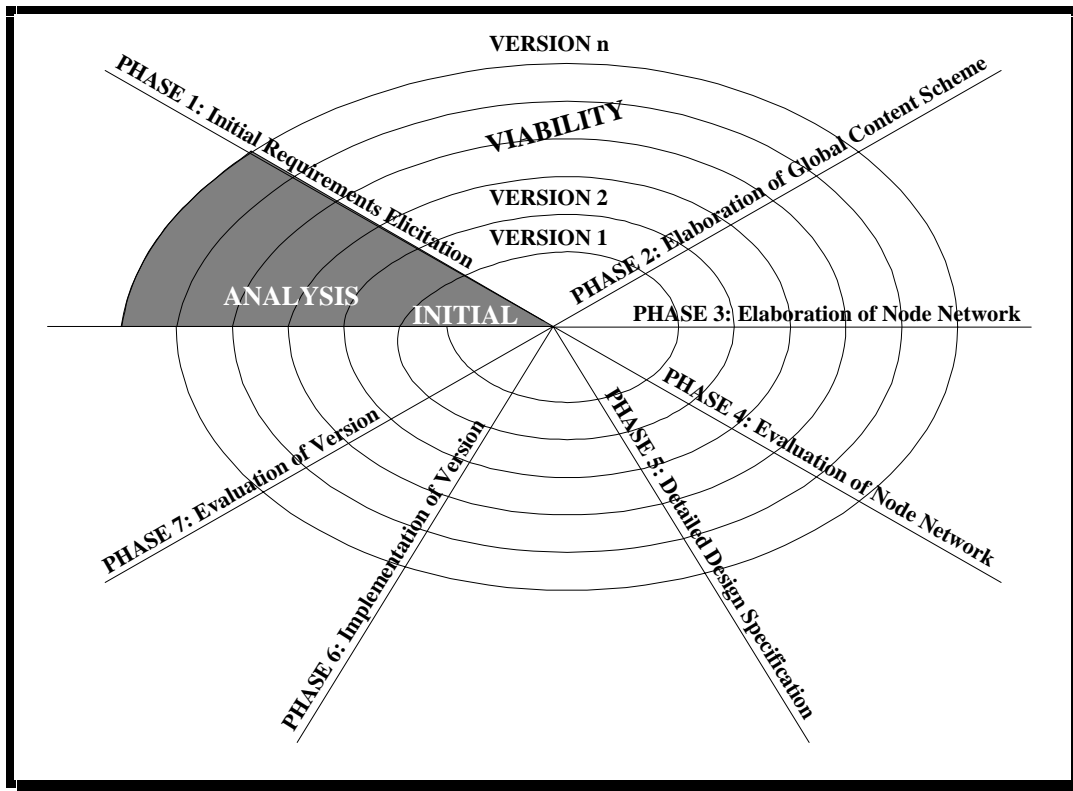 VERSION n
PHASE 1: Initial Requirements Elicitation
VIABILITY
PHASE 2: Elaboration of Global Content Scheme
VERSION 2
VERSION 1
ANALYSIS
INITIAL
PHASE 3: Elaboration of Node Network
PHASE 4: Evaluation of Node Network
PHASE 5: Detailed Design Specification
PHASE 6: Implementation of Version
PHASE 7: Evaluation of Version